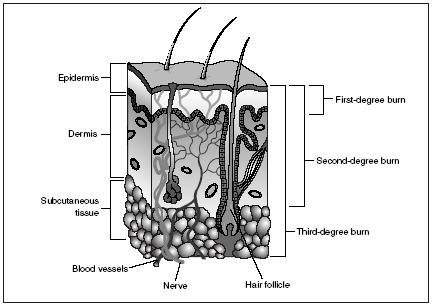 Epidermis
First-degree burn
Dermis
Second-degree burn
Subcutaneous
tissue
Third-degree burn
Blood vessels
Nerve
Hair follicle